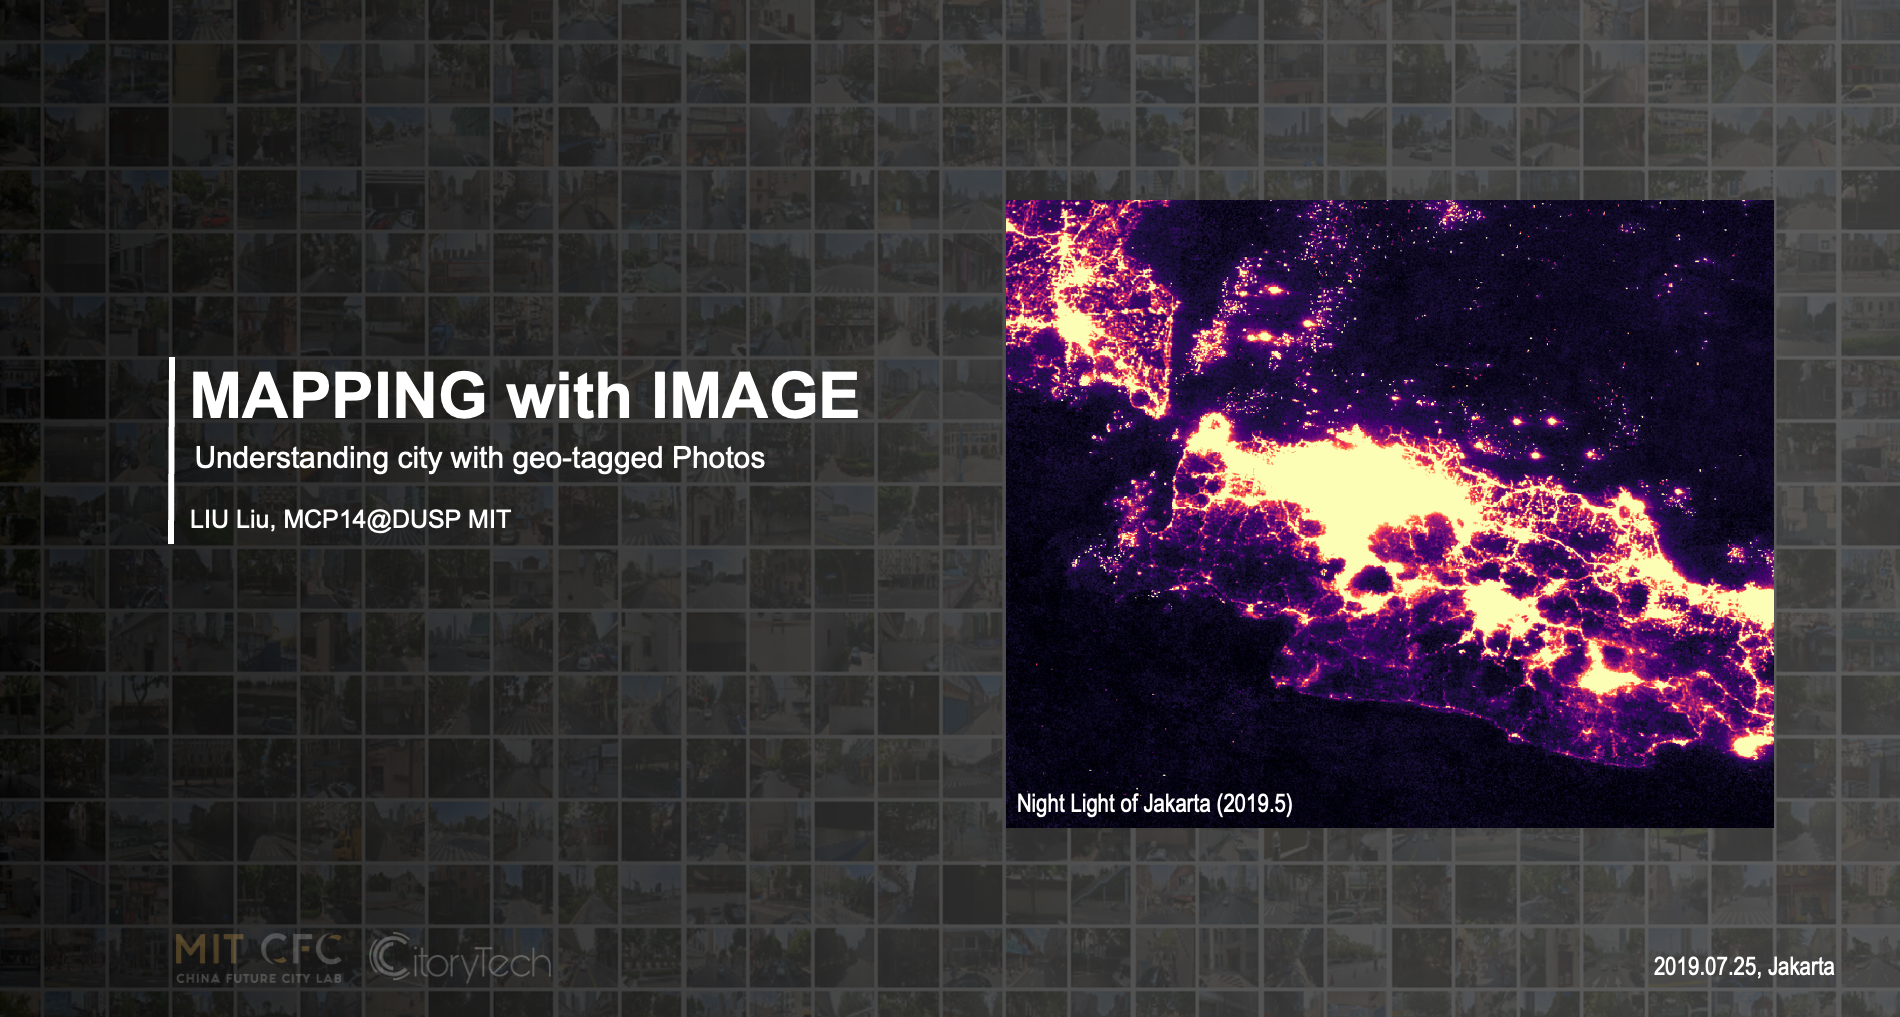 MAPPING with IMAGE
Understanding city with geo-tagged Photos
LIU Liu, MCP14@DUSP MIT
Night Light of Jakarta (2019.5)
MIT CFC
CHINA FUTURE CITY LAB
CitoryTech
2019.07.25, Jakarta